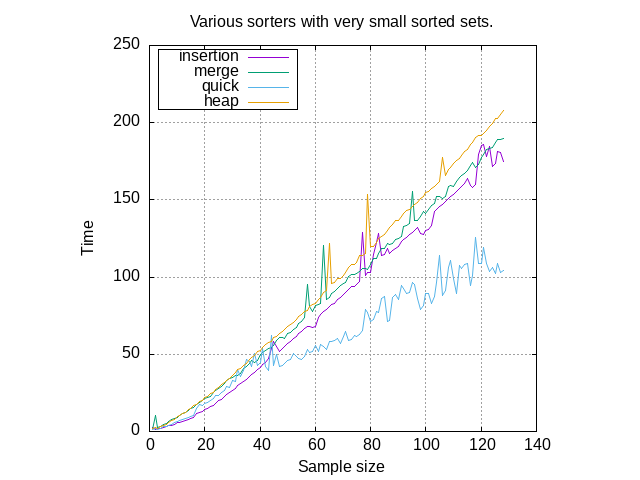 Various sorters with very small sorted sets.
250
200
150
100
50
0
insertion
merge
quick
heap
Time
0 20 40 60 80 100 120 140
Sample size